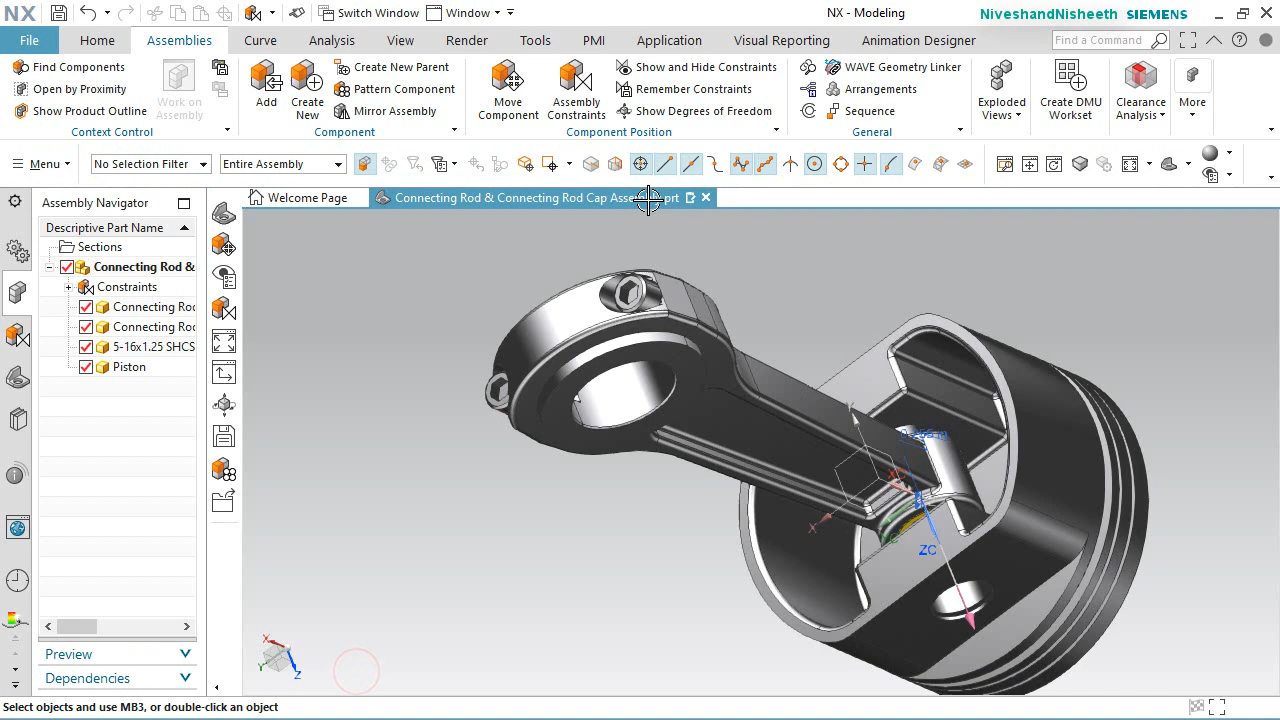 NX
Switch Window
Window
NX - Modeling
NiveshandNisheeth SIEMENS
File
Home
Assemblies
Curve
Analysis
View
Render
Tools
PMI
Application
Visual Reporting
Animation Designer
Find a Command
Find Components
Open by Proximity
Show Product Outline
Work on Assembly
Context Control
Add
Create New
Create New Parent
Pattern Component
Mirror Assembly
Component
Move Component
Assembly Constraints
Show and Hide Constraints
Remember Constraints
Show Degrees of Freedom
Component Position
WAVE Geometry Linker
Arrangements
Sequence
General
Exploded Views
Create DMU Workset
Clearance Analysis
More
Menu
No Selection Filter
Entire Assembly
Welcome Page
Connecting Rod & Connecting Rod Cap Asse prt
Assembly Navigator
Descriptive Part Name
Sections
Connecting Rod &
Constraints
Connecting Roc
Connecting Roc
5-16x1.25 SHCS
Piston
Preview
Dependencies
Y
XC
X
ZC
X
Y
Z
Select objects and use MB3, or double-click an object